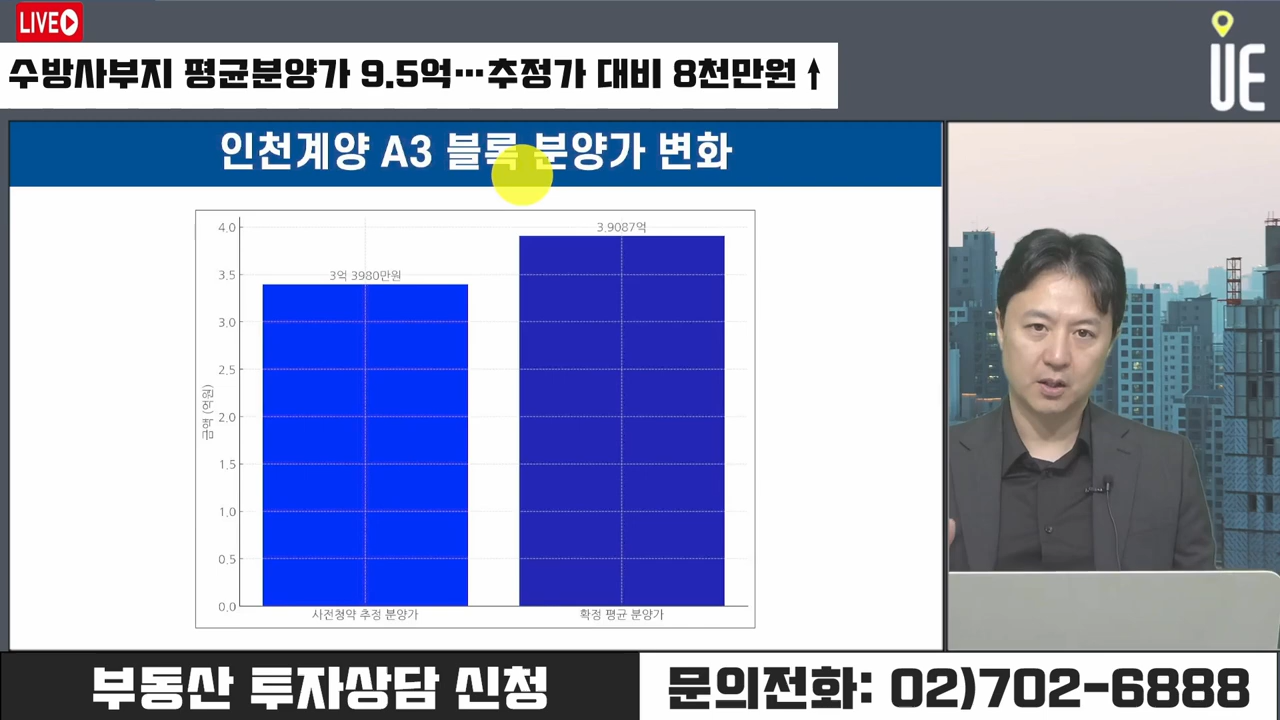 LIVE
수방사부지 평균분양가 9.5억…추정가 대비 8천만원↑
UE
인천계양 A3 블록 분양가 변화
4.0
3.5
3.0
2.5
2.0
1.5
1.0
0.5
0.0
금액 (억원)
3억 3980만원
3.9087억
사전청약 추정 분양가
확정 평균 분양가
부동산 투자상담 신청
문의전화: 02)702-6888